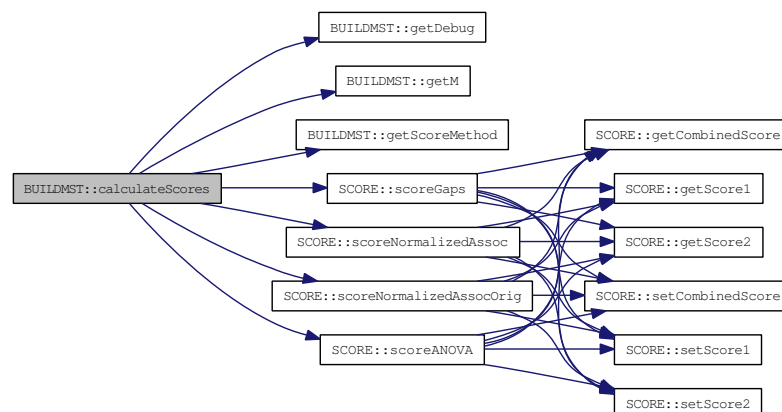 BUILDMST::getDebug
BUILDMST::getM
BUILDMST::getScoreMethod
SCORE::getCombinedScore
BUILDMST::calculateScores
SCORE::scoreGaps
SCORE::getScore1
SCORE::scoreNormalizedAssoc
SCORE::getScore2
SCORE::scoreNormalizedAssocOrig
SCORE::setCombinedScore
SCORE::scoreANOVA
SCORE::setScore1
SCORE::setScore2